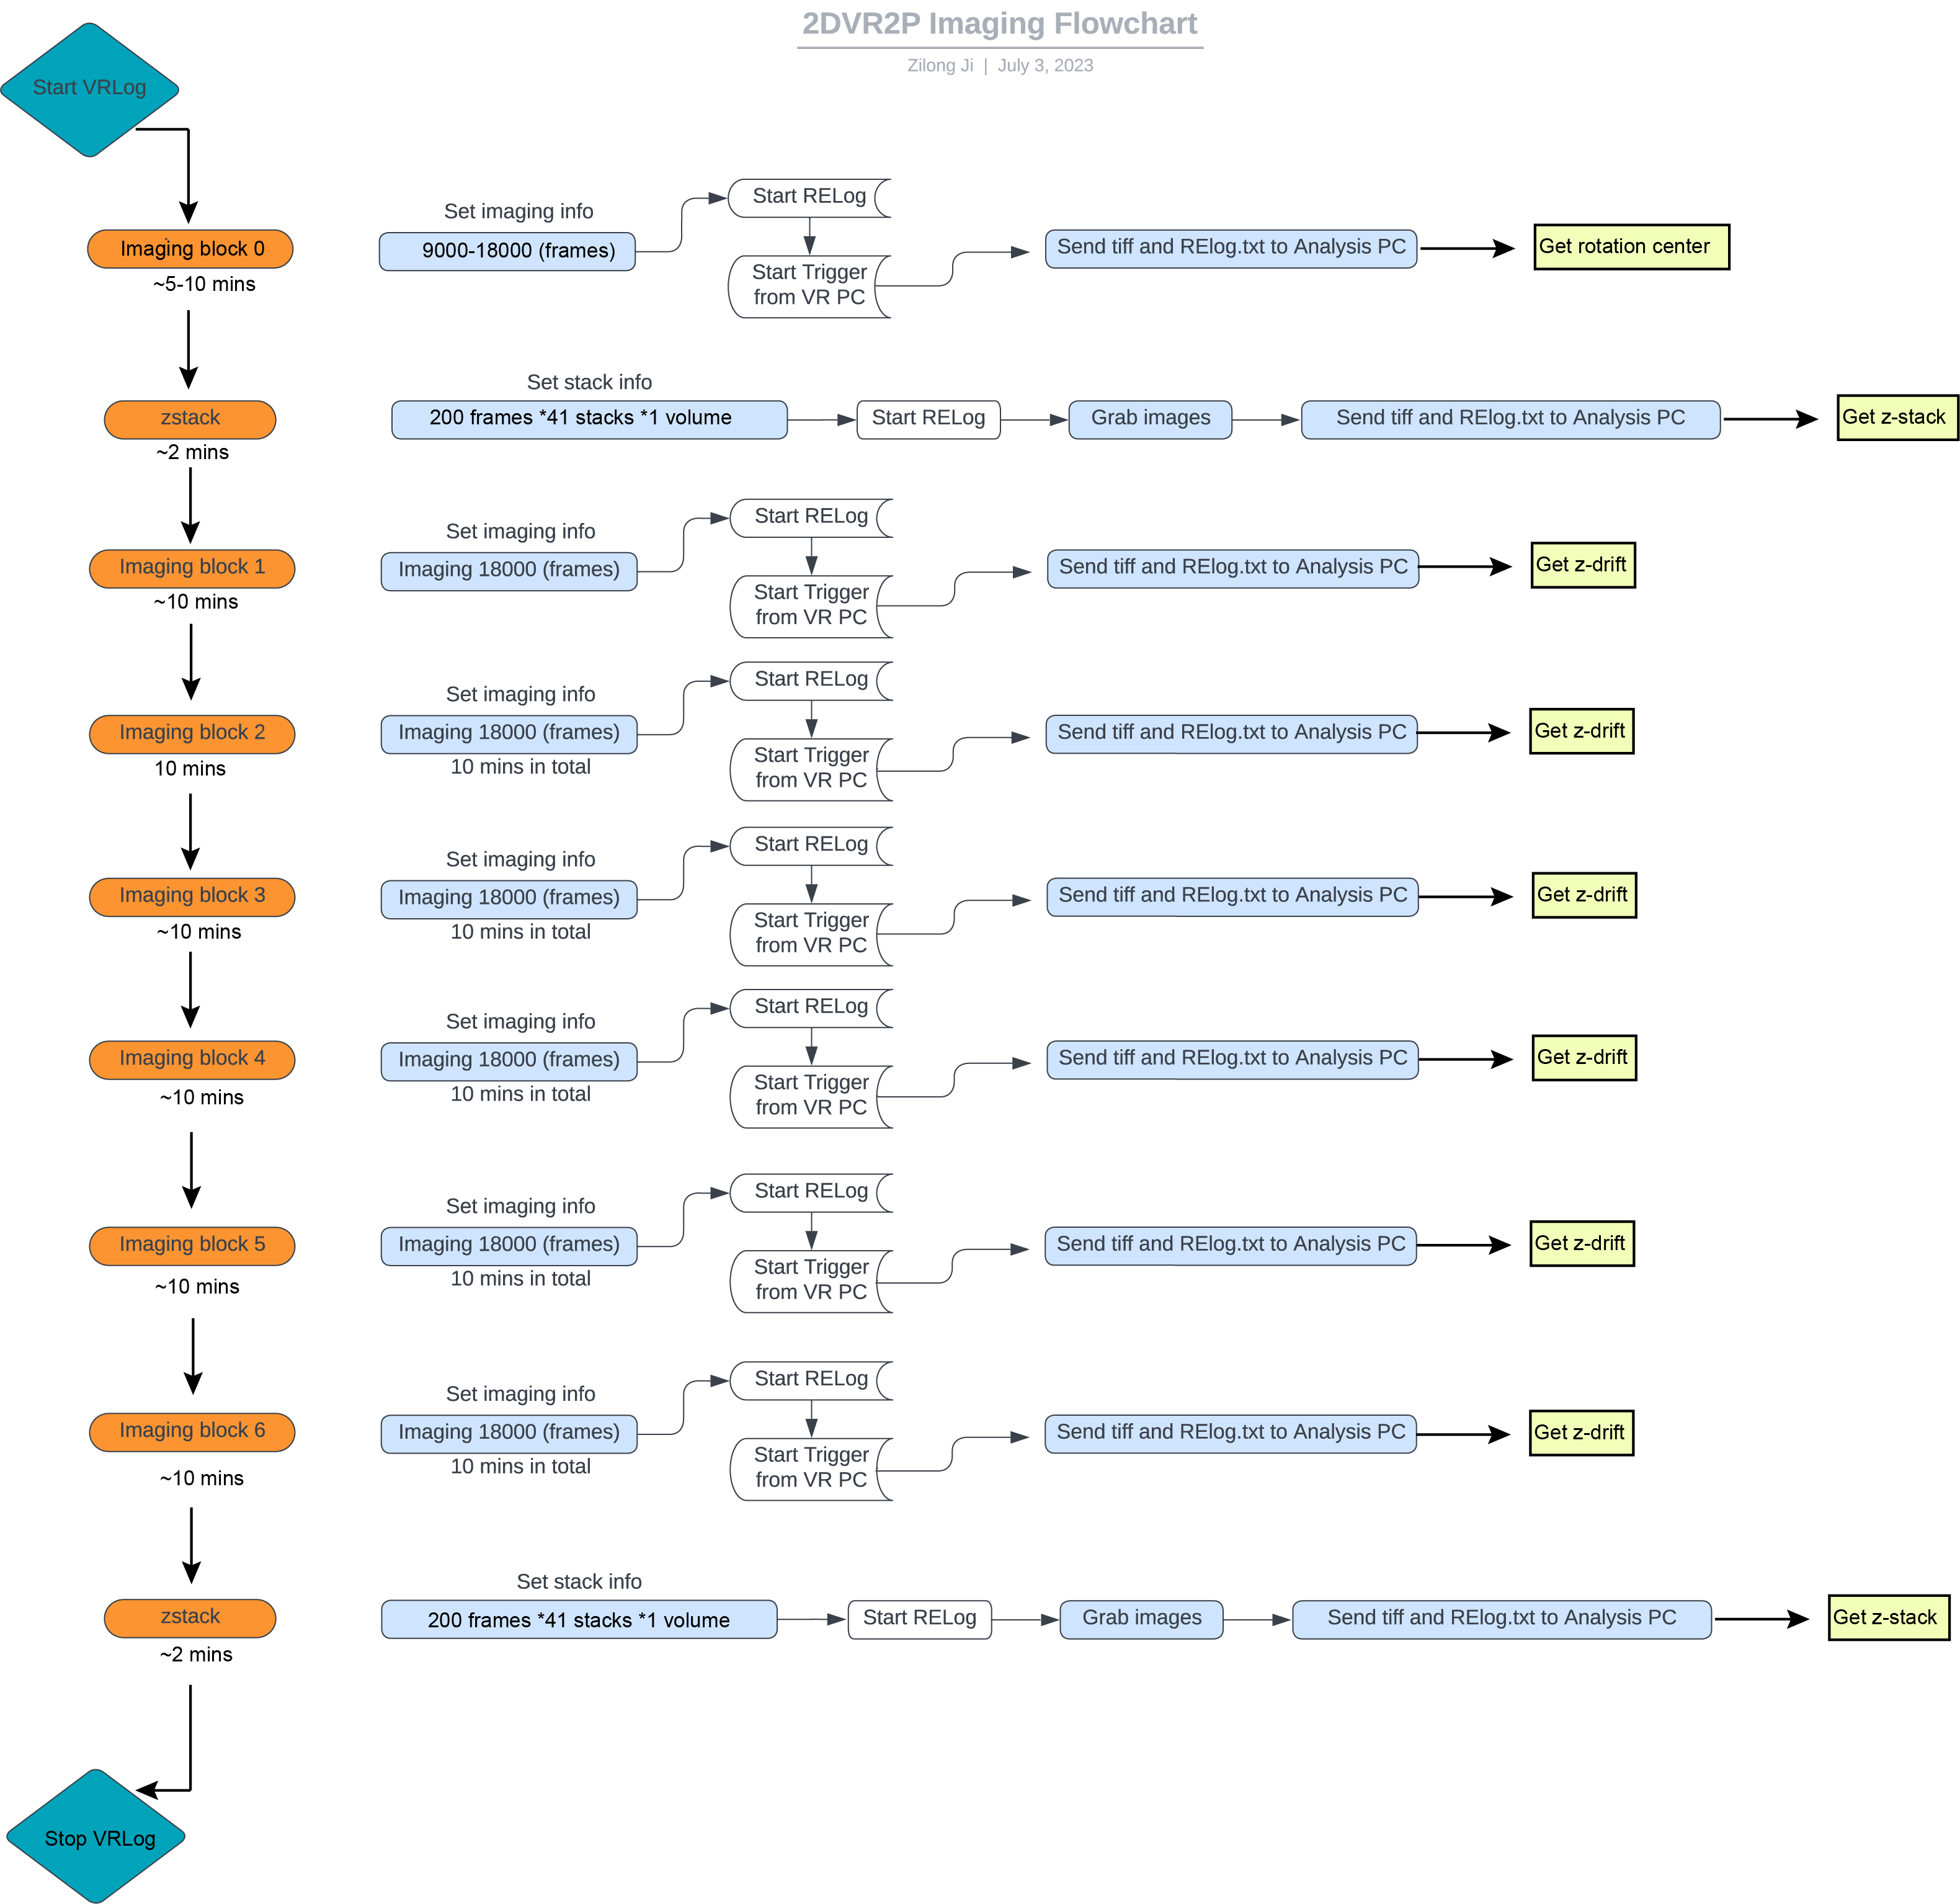 2DVR2P Imaging Flowchart
Zilong Ji | July 3, 2023
Start VRLog
Imaging block 0
~5-10 mins
Set imaging info
9000-18000 (frames)
Start RELog
Start Trigger
from VR PC
Send tiff and RElog.txt to Analysis PC
Get rotation center
zstack
~2 mins
Set stack info
200 frames *41 stacks *1 volume
Start RELog
Grab images
Send tiff and RElog.txt to Analysis PC
Get z-stack
Imaging block 1
~10 mins
Set imaging info
Imaging 18000 (frames)
Start RELog
Start Trigger
from VR PC
Send tiff and RElog.txt to Analysis PC
Get z-drift
Imaging block 2
10 mins
Set imaging info
Imaging 18000 (frames)
10 mins in total
Start RELog
Start Trigger
from VR PC
Send tiff and RElog.txt to Analysis PC
Get z-drift
Imaging block 3
~10 mins
Set imaging info
Imaging 18000 (frames)
10 mins in total
Start RELog
Start Trigger
from VR PC
Send tiff and RElog.txt to Analysis PC
Get z-drift
Imaging block 4
~10 mins
Set imaging info
Imaging 18000 (frames)
10 mins in total
Start RELog
Start Trigger
from VR PC
Send tiff and RElog.txt to Analysis PC
Get z-drift
Imaging block 5
~10 mins
Set imaging info
Imaging 18000 (frames)
10 mins in total
Start RELog
Start Trigger
from VR PC
Send tiff and RElog.txt to Analysis PC
Get z-drift
Imaging block 6
~10 mins
Set imaging info
Imaging 18000 (frames)
10 mins in total
Start RELog
Start Trigger
from VR PC
Send tiff and RElog.txt to Analysis PC
Get z-drift
zstack
~2 mins
Set stack info
200 frames *41 stacks *1 volume
Start RELog
Grab images
Send tiff and RElog.txt to Analysis PC
Get z-stack
Stop VRLog